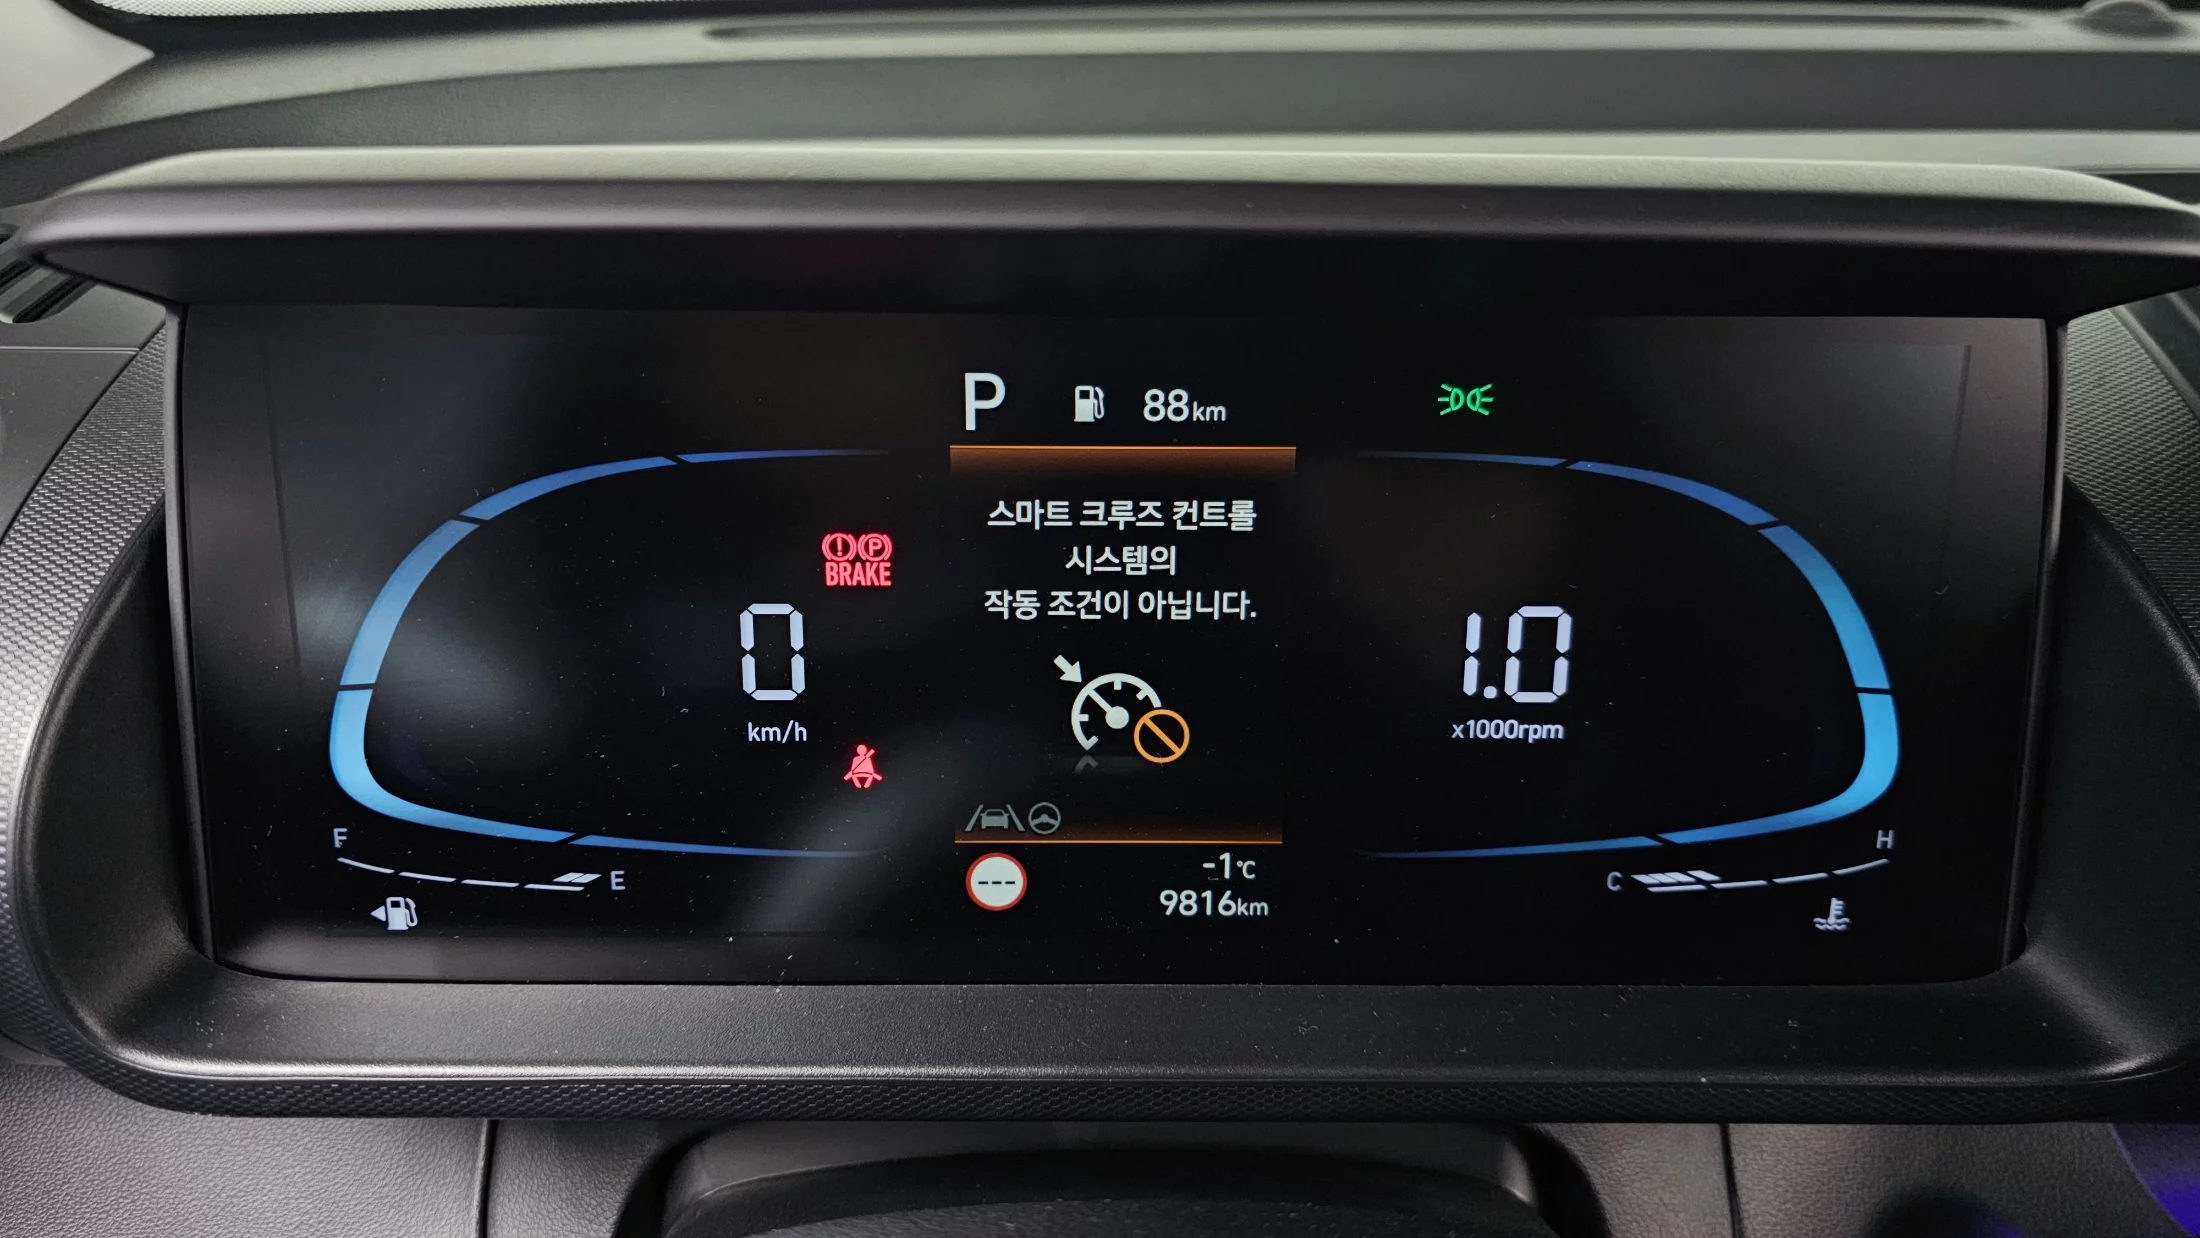 P 88km
스마트 크루즈 컨트롤
시스템의
작동 조건이 아닙니다.
! P
BRAKE
0
km/h
1.0
x1000rpm
F E
---
-1°C
9816km
C H